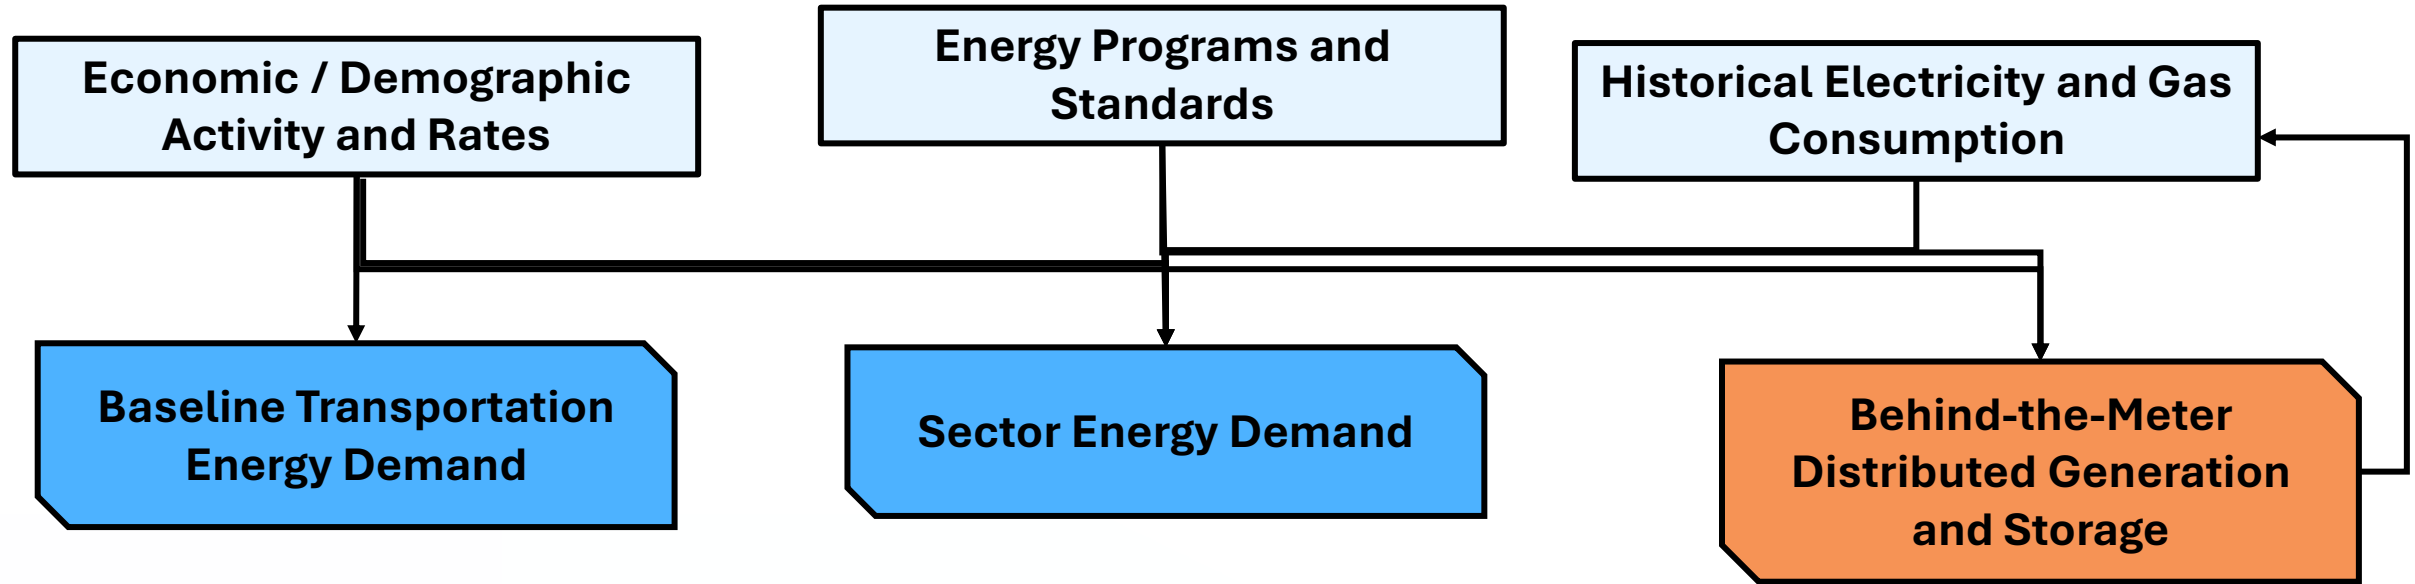 Economic / Demographic
Activity and Rates
Energy Programs and
Standards
Historical Electricity and Gas
Consumption
Baseline Transportation
Energy Demand
Sector Energy Demand
Behind-the-Meter
Distributed Generation
and Storage